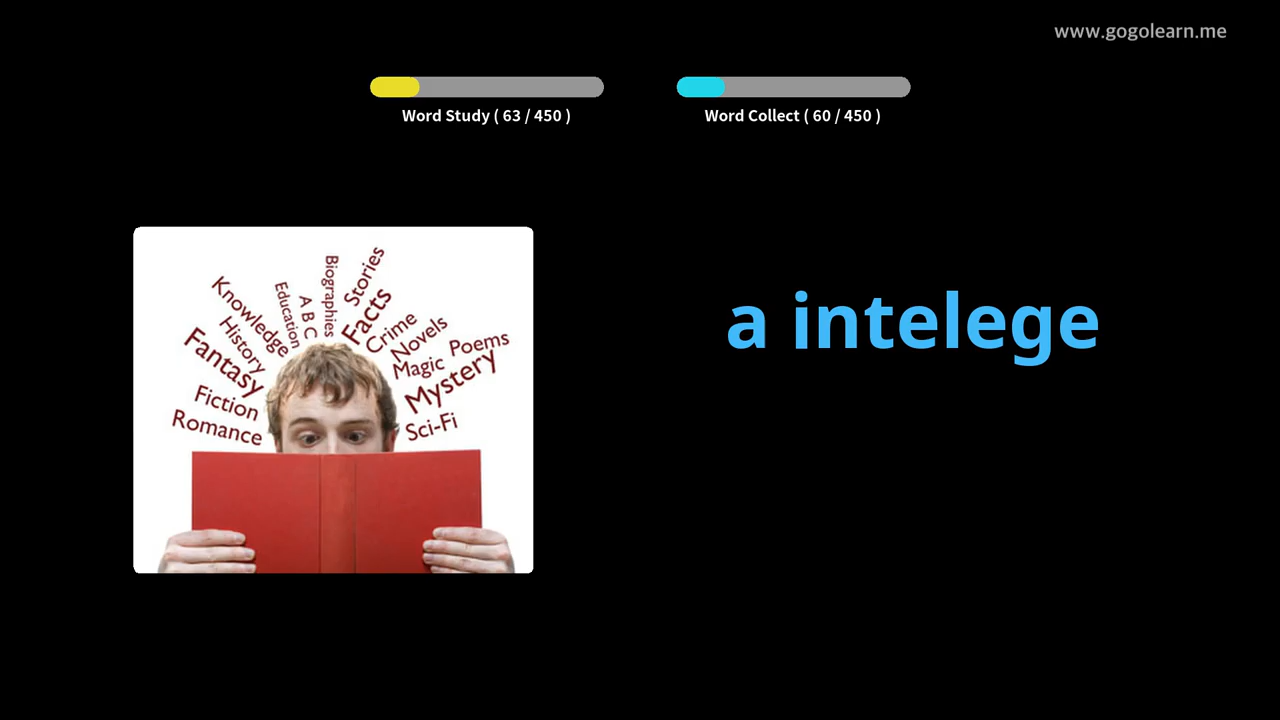 www.gogolearn.me
Word Study ( 63 / 450 )
Word Collect ( 60 / 450 )
a intelege
Biographies
Stories
Education
A B C
Facts
Knowledge
Crime
History
Novels
Fantasy
Magic
Poems
Mystery
Fiction
Romance
Sci-Fi